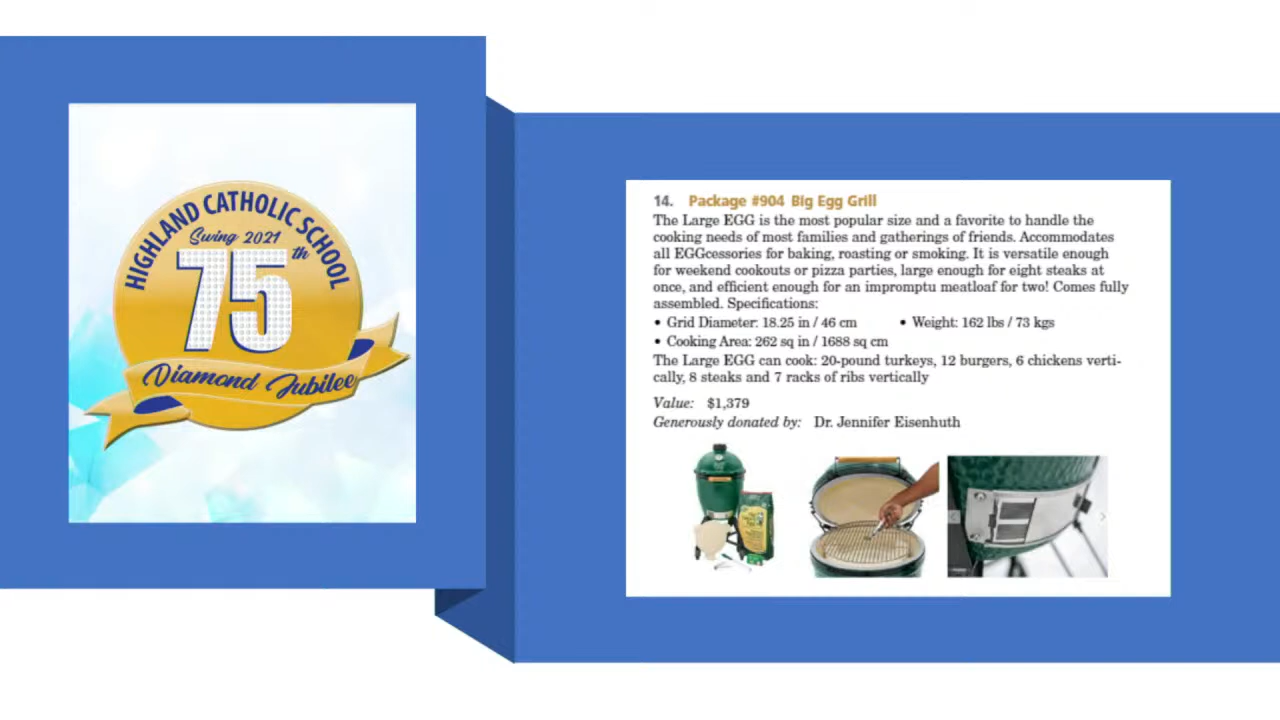 HIGHLAND CATHOLIC SCHOOL
Swing 2021
75th
Diamond Jubilee
14. Package #904 Big Egg Grill
The Large EGG is the most popular size and a favorite to handle the
cooking needs of most families and gatherings of friends. Accommodates
all EGGcessories for baking, roasting or smoking. It is versatile enough
for weekend cookouts or pizza parties, large enough for eight steaks at
once, and efficient enough for an impromptu meatloaf for two! Comes fully
assembled. Specifications:
• Grid Diameter: 18.25 in / 46 cm • Weight: 162 lbs / 73 kgs
• Cooking Area: 262 sq in / 1688 sq cm
The Large EGG can cook: 20-pound turkeys, 12 burgers, 6 chickens verti-
cally, 8 steaks and 7 racks of ribs vertically
Value: $1,379
Generously donated by: Dr. Jennifer Eisenhuth